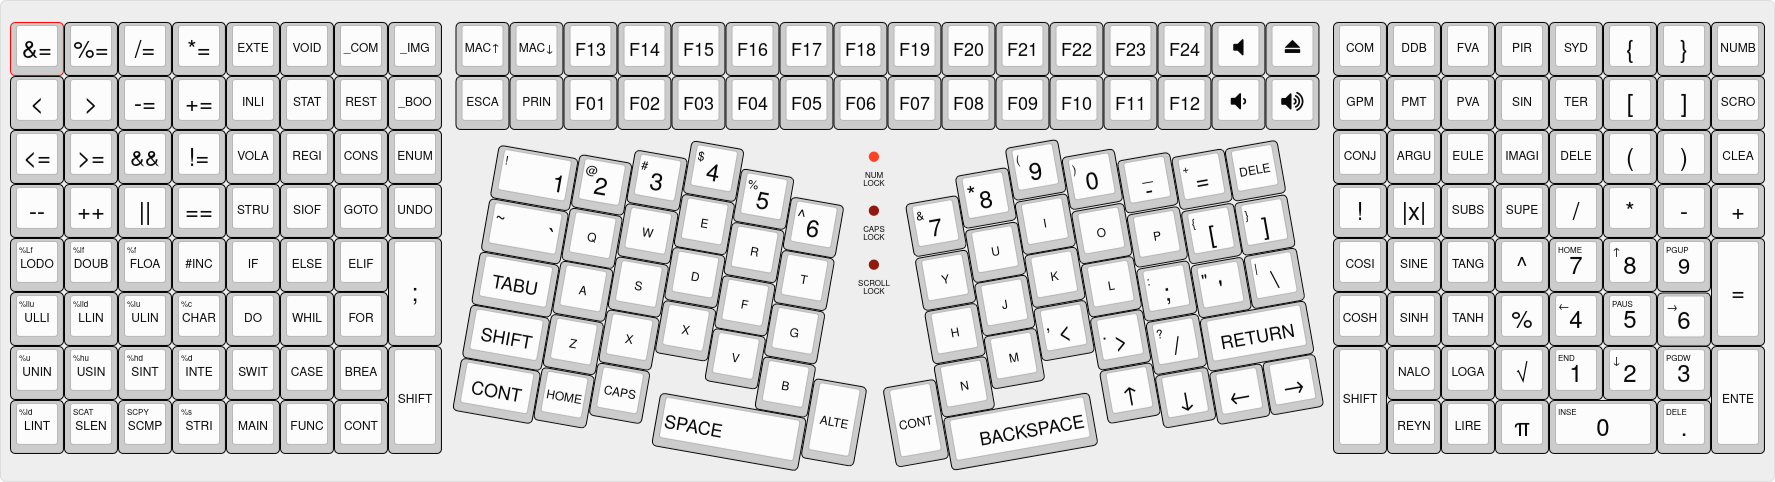 &= %= /= *= EXTE VOID _COM _IMG
< > -= += INLI STAT REST _BOO
<= >= && != VOLA REGI CONS ENUM
-- ++ || == STRU SIOF GOTO UNDO
%Lf LODO %lf DOUB %f FLOA #INC IF ELSE ELIF ;
%llu ULLI %lld LLIN %lu ULIN %c CHAR DO WHIL FOR
%u UNIN %hu USIN %hd SINT %d INTE SWIT CASE BREA SHIFT
%ld LINT SCAT SLEN SCPY SCMP %s STRI MAIN FUNC CONT
MAC↑ MAC↓ F13 F14 F15 F16 F17 F18 F19 F20 F21 F22 F23 F24
ESCA PRIN F01 F02 F03 F04 F05 F06 F07 F08 F09 F10 F11 F12
! 1 @ 2 # 3 $ 4 % 5 ^ 6
~ ` Q W E R T
TABU A S D F G
SHIFT Z X X V B
CONT HOME CAPS SPACE ALTE
NUM
LOCK
CAPS
LOCK
SCROLL
LOCK
& 7 * 8 ( 9 ) 0 _ - + = DELE
Y U I O P { [ } ]
H J K L : ; " ' | \
N M ' < . > ? / RETURN
CONT BACKSPACE ↑ ↓ ← →
COM DDB FVA PIR SYD { } NUMB
GPM PMT PVA SIN TER [ ] SCRO
CONJ ARGU EULE IMAGI DELE ( ) CLEA
! |x| SUBS SUPE / * - +
COSI SINE TANG ^ HOME 7 ↑ 8 PGUP 9 =
COSH SINH TANH % ← 4 PAUS 5 → 6
SHIFT NALO LOGA √ END 1 ↓ 2 PGDW 3 ENTE
REYN LIRE π INSE 0 DELE .